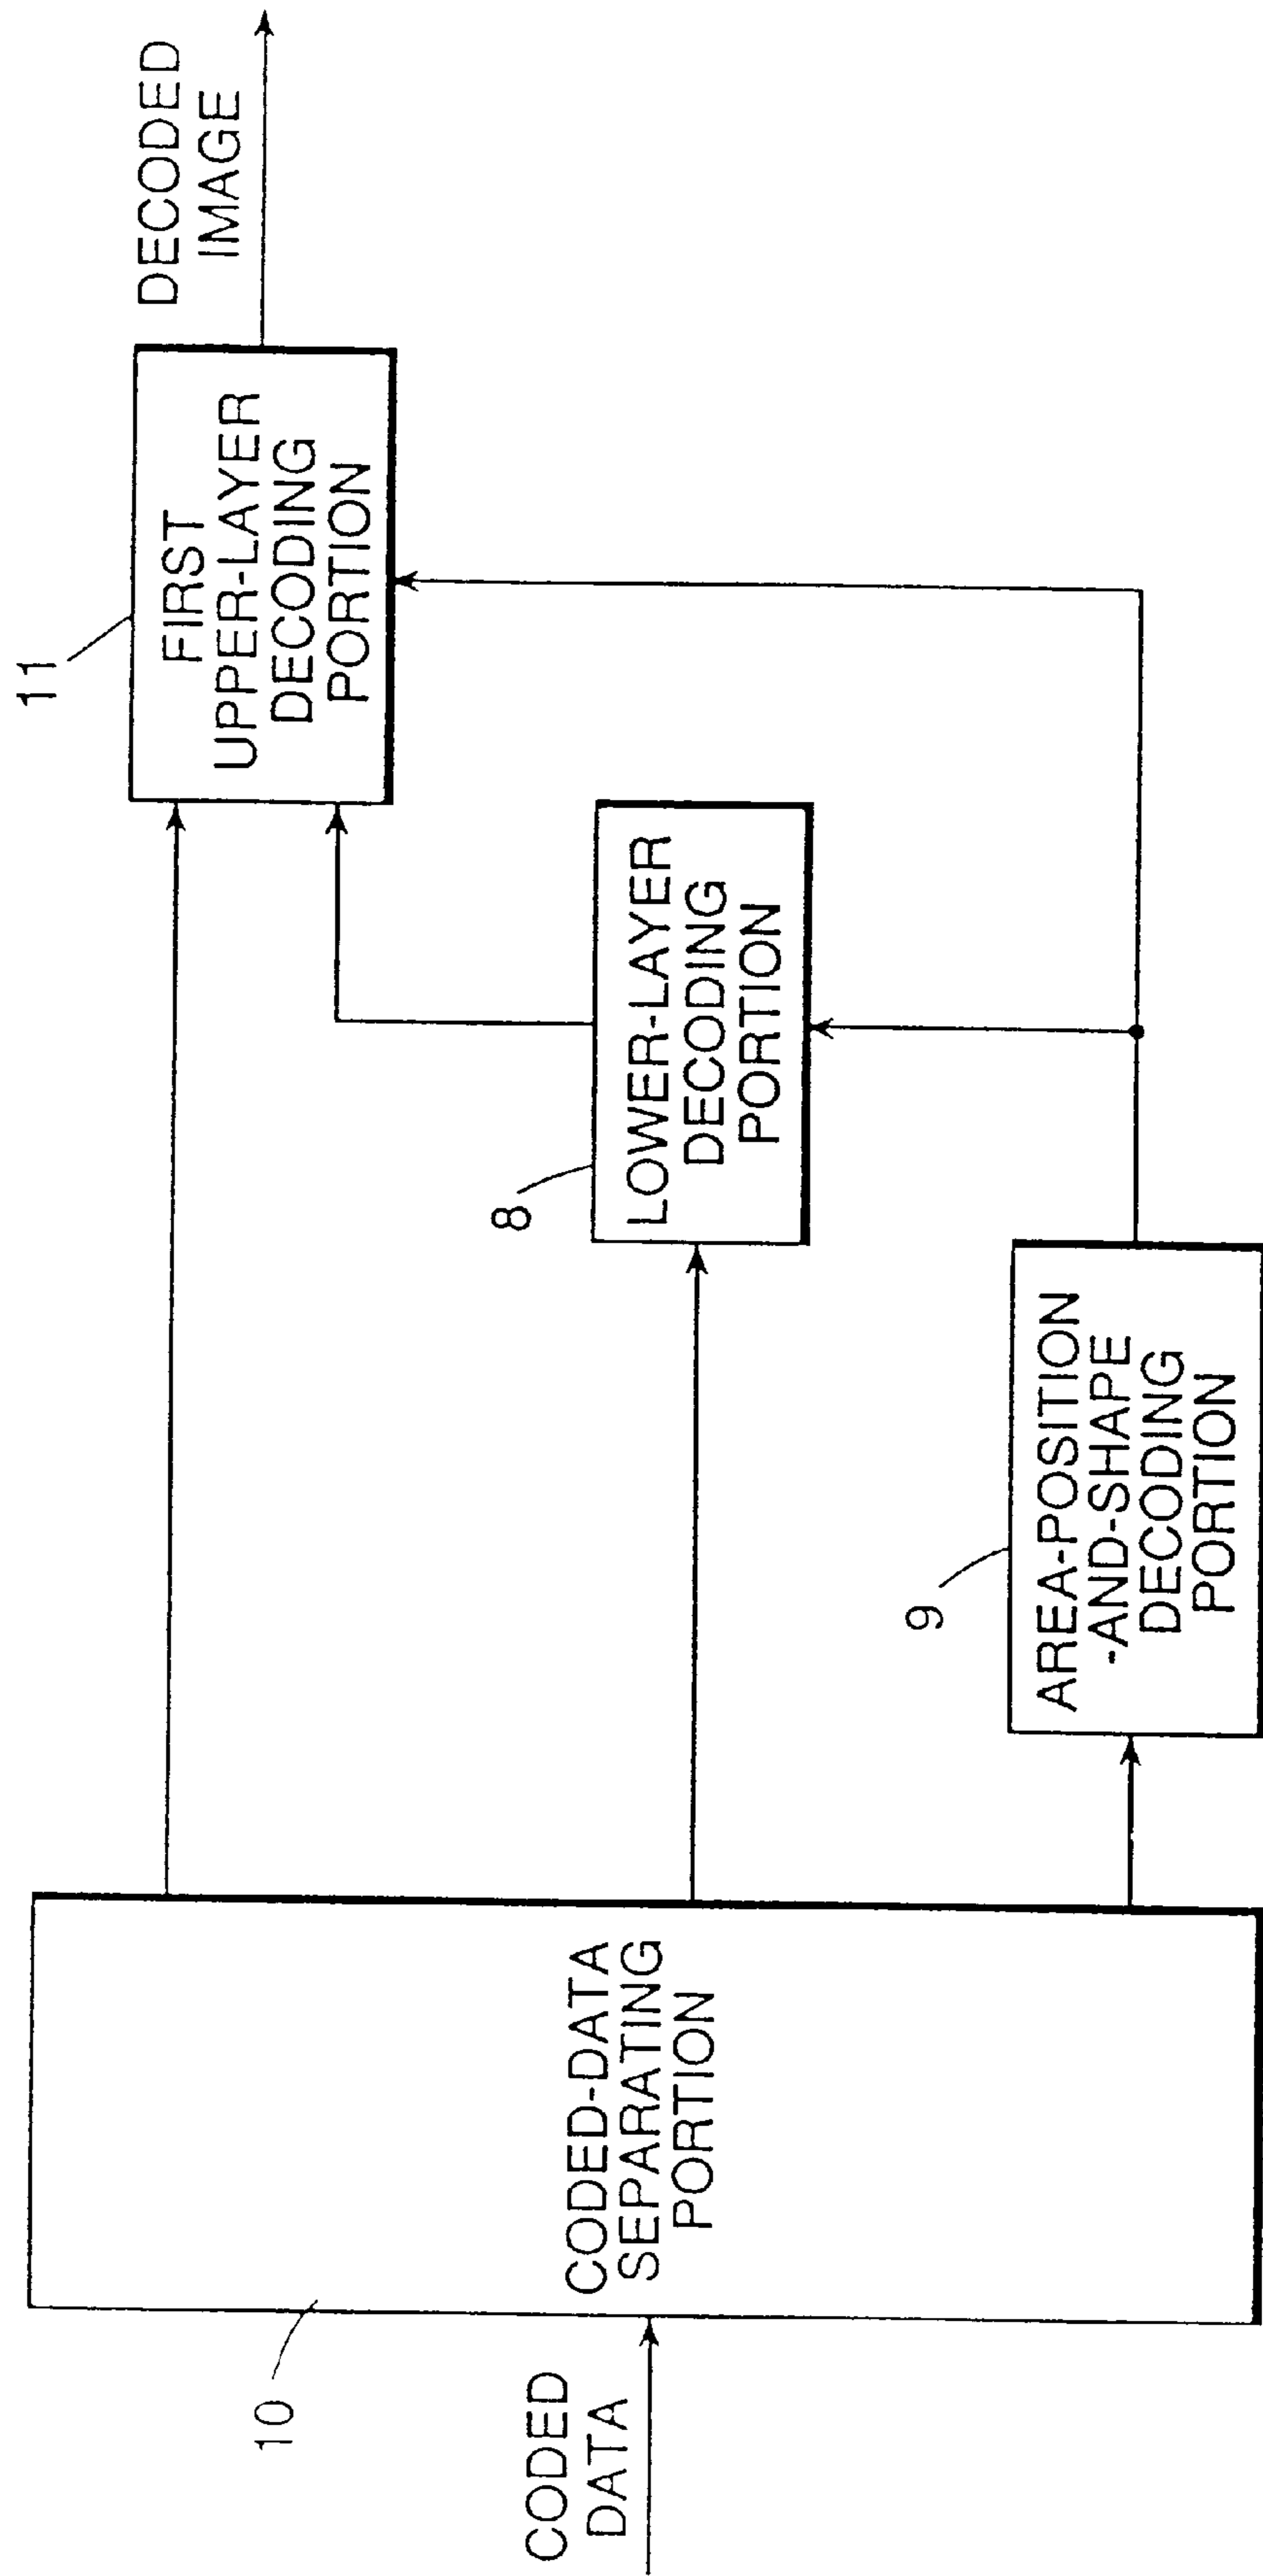 CODED
DATA
10
CODED-DATA
SEPARATING
PORTION
9
AREA-POSITION
-AND-SHAPE
DECODING
PORTION
8
LOWER-LAYER
DECODING
PORTION
11
FIRST
UPPER-LAYER
DECODING
PORTION
DECODED
IMAGE